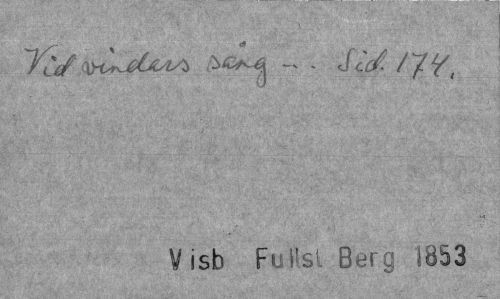 Vid vindars sång - . . Sid. 174.
Visb Fullst Berg 1853